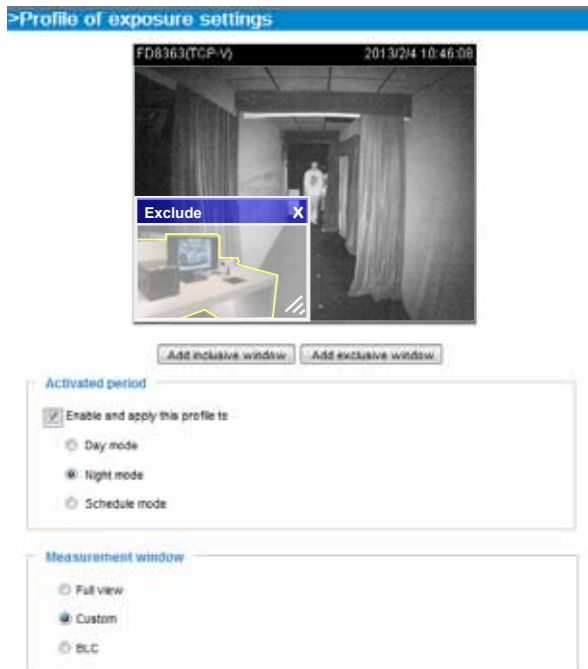 >Profile of exposure settings
FD8363(TCP-V) 2013/2/4 10:46:08
Exclude X
Add inclusive window Add exclusive window
Activated period
Enable and apply this profile to
Day mode
Night mode
Schedule mode
Measurement window
Full view
Custom
BLC